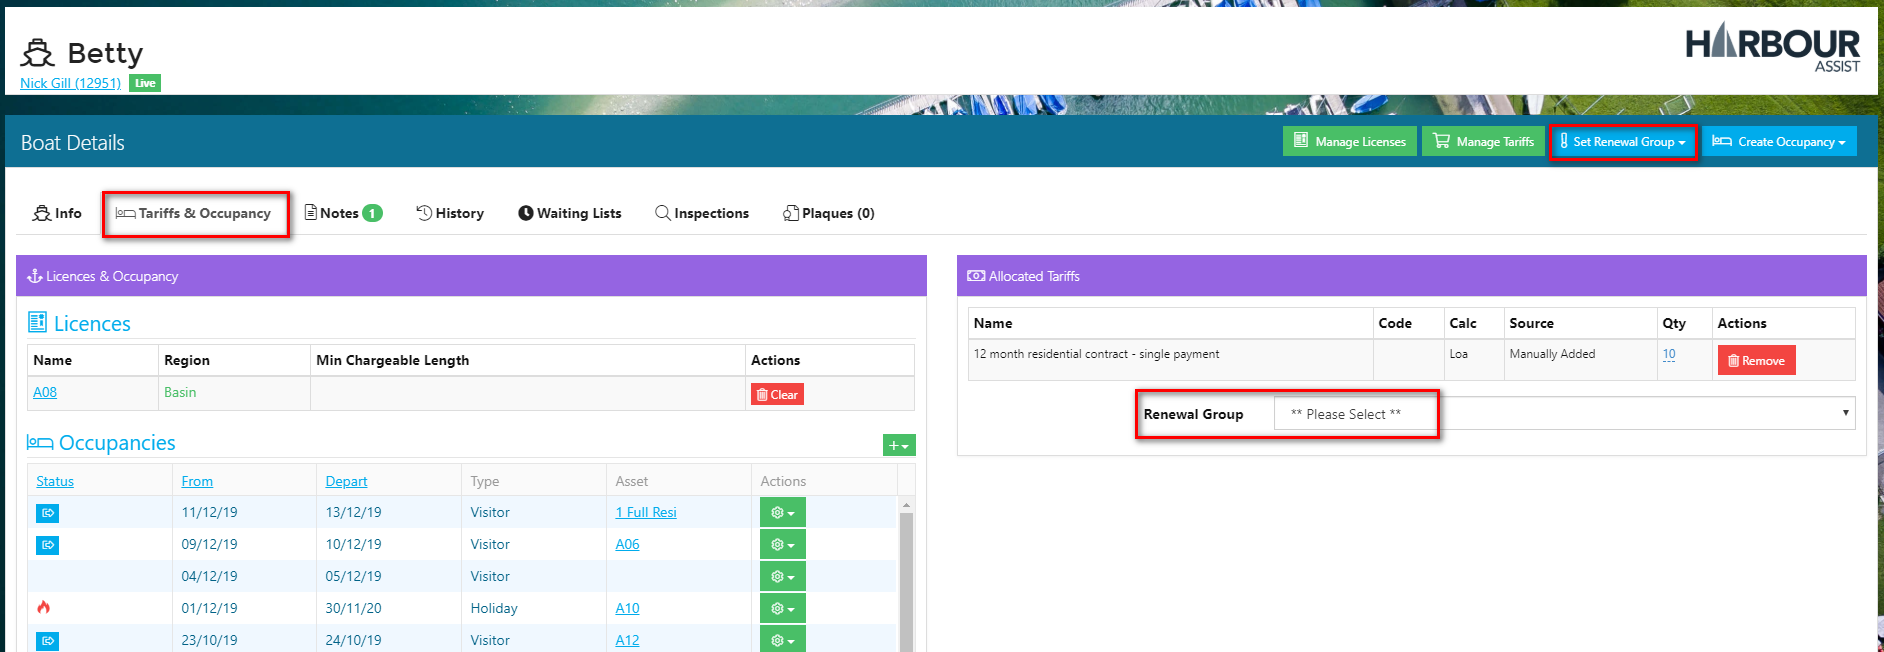 Betty
Nick Gill (12951) Live
HARBOUR
ASSIST
Boat Details
Manage Licenses
Manage Tariffs
Set Renewal Group
Create Occupancy
Info
Tariffs & Occupancy
Notes 1
History
Waiting Lists
Inspections
Plaques (0)
Licences & Occupancy
Licences
Name Region Min Chargeable Length Actions
A08 Basin Clear
Occupancies
+
Status From Depart Type Asset Actions
11/12/19 13/12/19 Visitor 1 Full Resi
09/12/19 10/12/19 Visitor A06
04/12/19 05/12/19 Visitor
01/12/19 30/11/20 Holiday A10
23/10/19 24/10/19 Visitor A12
Allocated Tariffs
Name Code Calc Source Qty Actions
12 month residential contract - single payment Loa Manually Added 10 Remove
Renewal Group ** Please Select **